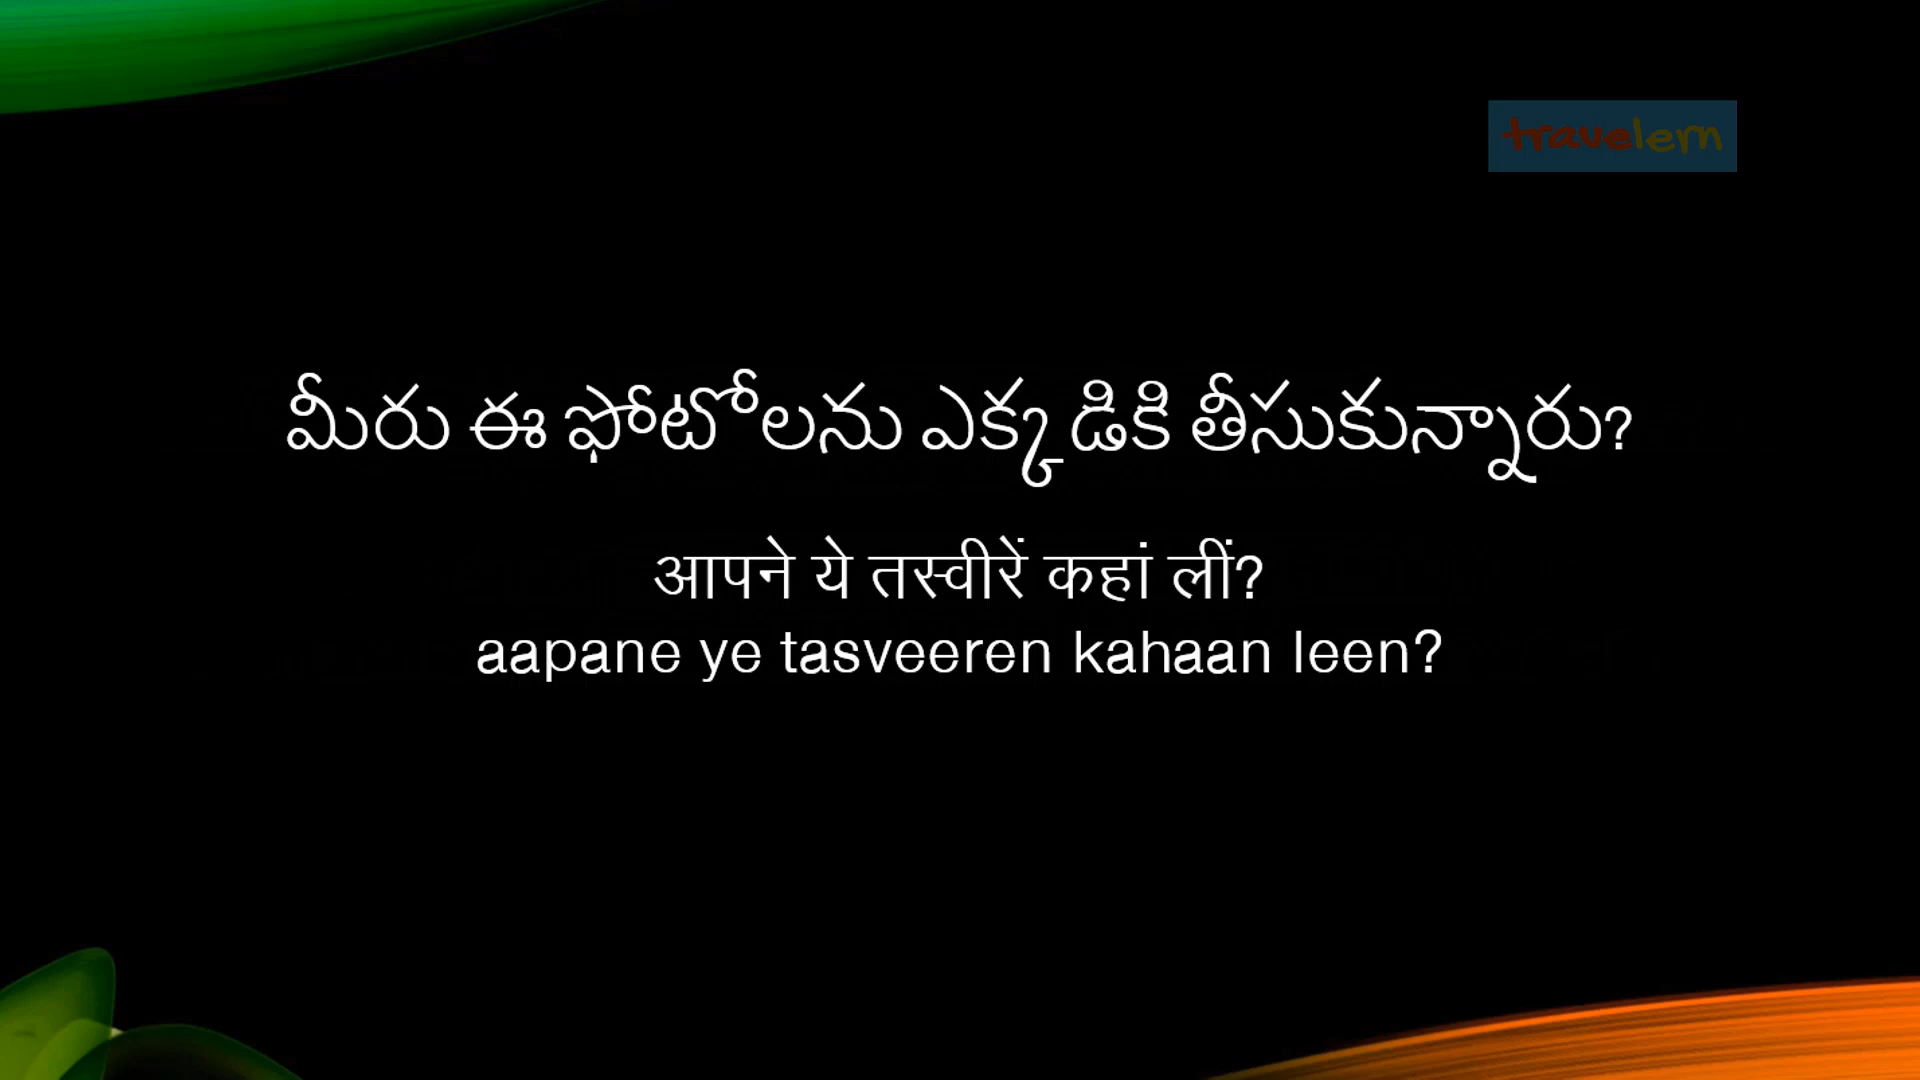 travelern
మీరు ఈ ఫోటోలను ఎక్కడికి తీసుకున్నారు?
आपने ये तस्वीरें कहां लीं?
aapane ye tasveeren kahaan leen?